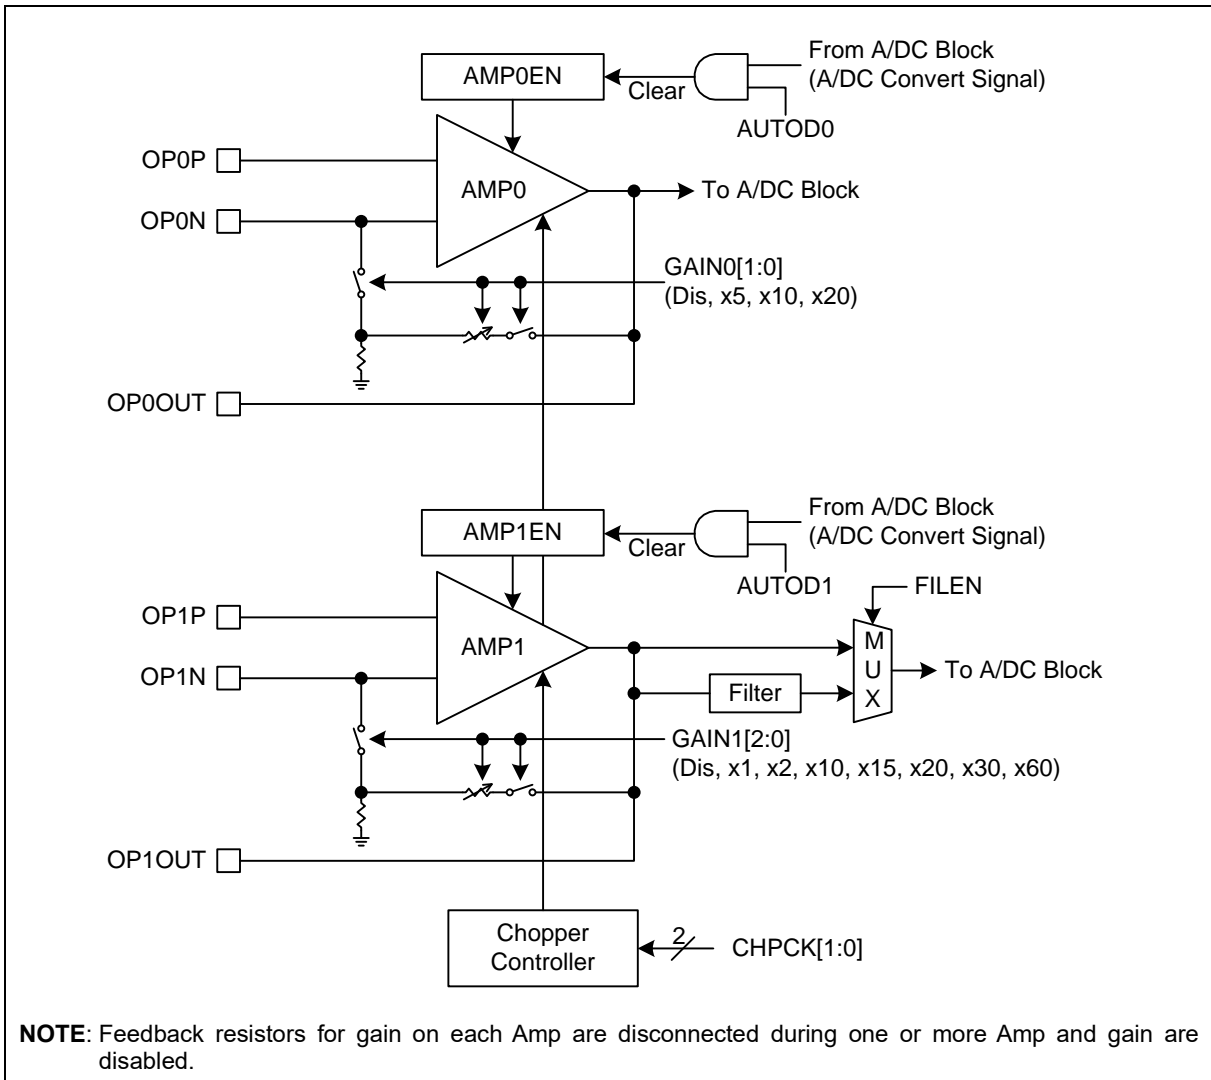 AMP0EN
Clear
From A/DC Block
(A/DC Convert Signal)
AUTOD0
OP0P
OP0N
AMP0
To A/DC Block
GAIN0[1:0]
(Dis, x5, x10, x20)
OP0OUT
AMP1EN
Clear
From A/DC Block
(A/DC Convert Signal)
AUTOD1
FILEN
OP1P
OP1N
AMP1
Filter
M
U
X
To A/DC Block
GAIN1[2:0]
(Dis, x1, x2, x10, x15, x20, x30, x60)
OP1OUT
Chopper
Controller
2
CHPCK[1:0]
NOTE: Feedback resistors for gain on each Amp are disconnected during one or more Amp and gain are
disabled.